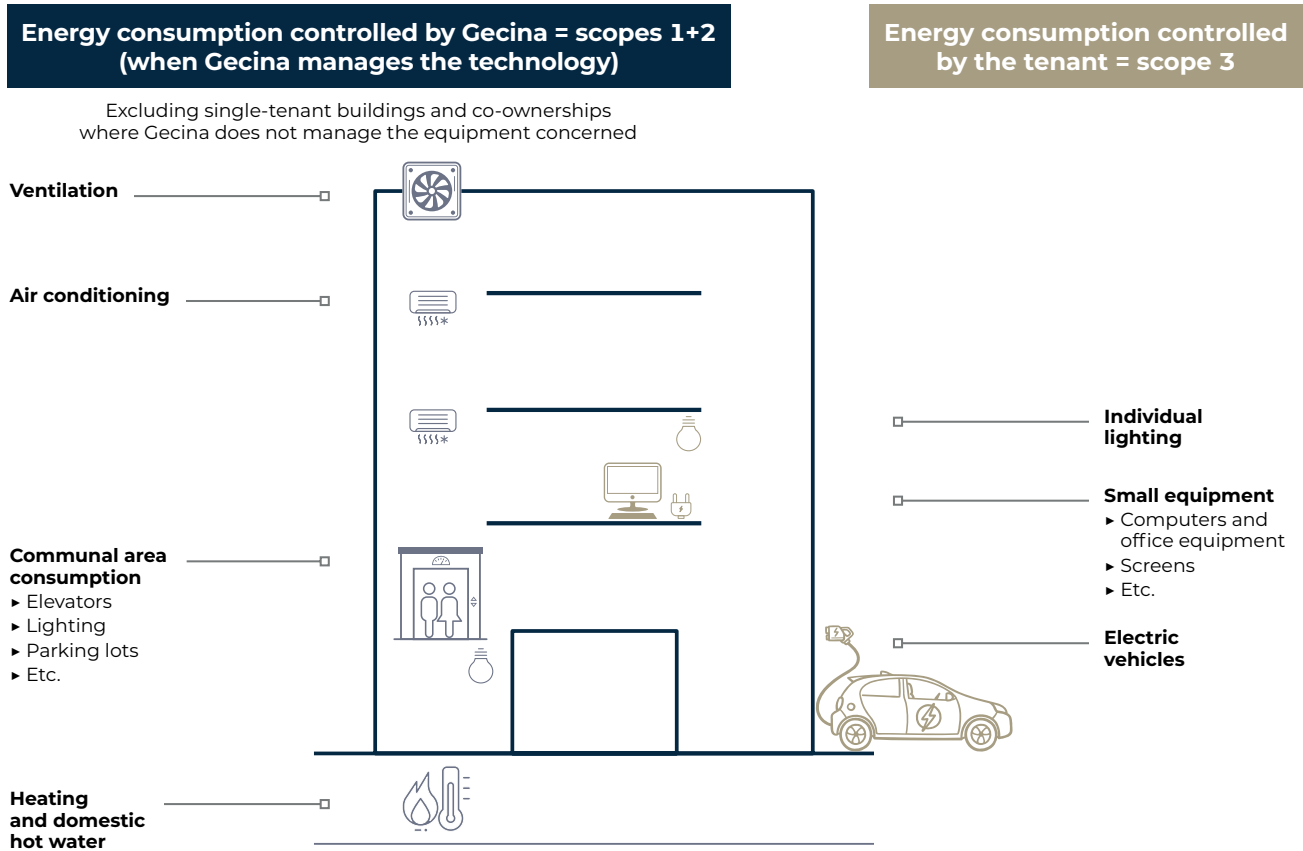 Energy consumption controlled by Gecina = scopes 1+2
(when Gecina manages the technology)
Excluding single-tenant buildings and co-ownerships
where Gecina does not manage the equipment concerned
Ventilation
Air conditioning
Communal area
consumption
▸ Elevators
▸ Lighting
▸ Parking lots
▸ Etc.
Heating
and domestic
hot water
Energy consumption controlled
by the tenant = scope 3
Individual
lighting
Small equipment
▸ Computers and
office equipment
▸ Screens
▸ Etc.
Electric
vehicles